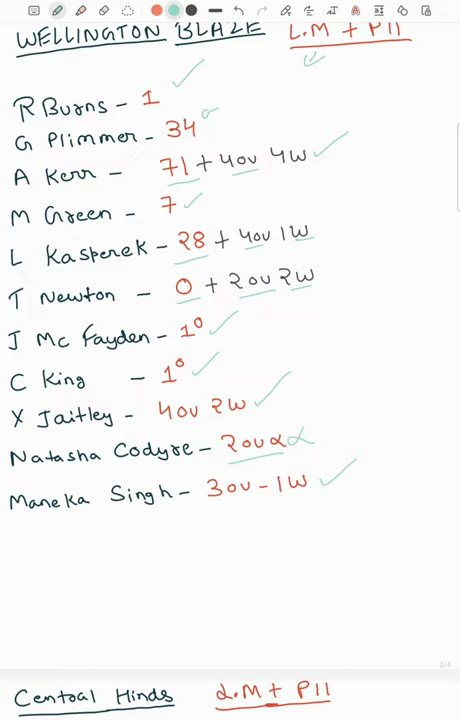 WELLINGTON BLAZE L.M + P11
R Burns - 1
G Plimmer - 34
A Kerr - 71 + 4ov 4w
M Green - 7
L Kasperek - 28 + 4ov 1w
T Newton - 0 + 2ov 2w
J Mc Fayden - 1°
C King - 1°
X Jaitley - 4ov 2w
Natasha Codyre - 2ov
Maneka Singh - 3ov - 1w
2/4
Central Hinds L.M + P11